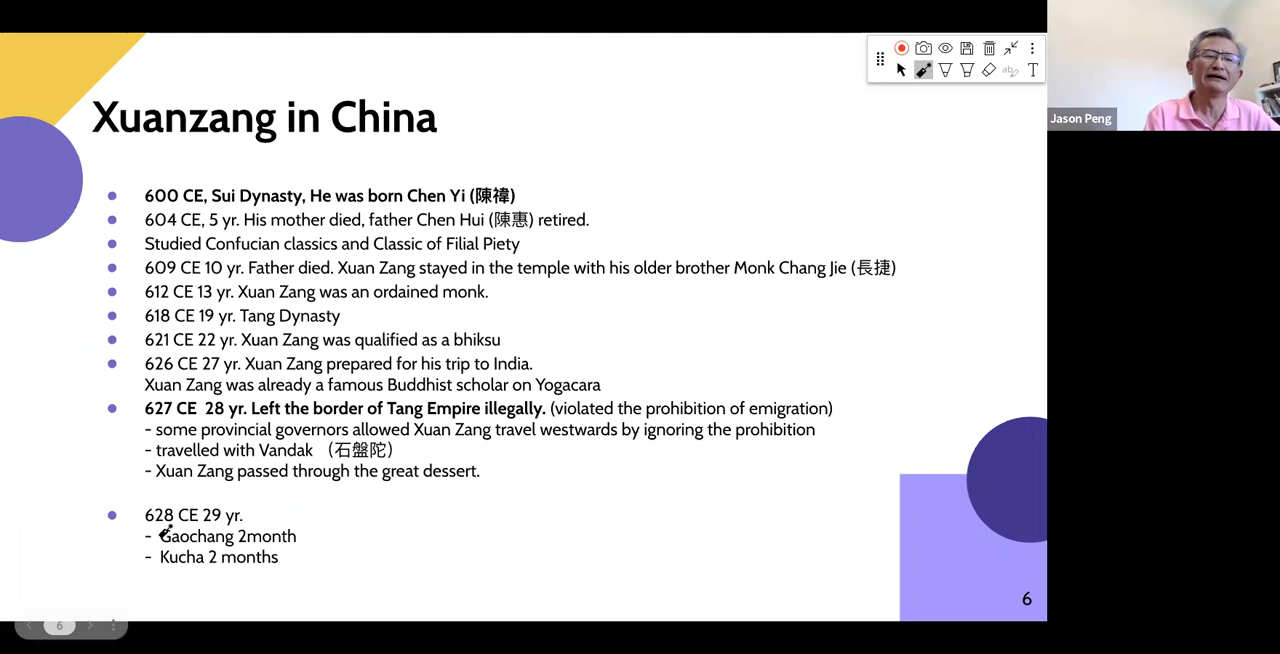 Xuanzang in China
600 CE, Sui Dynasty, He was born Chen Yi (陳禕)
604 CE, 5 yr. His mother died, father Chen Hui (陳惠) retired.
Studied Confucian classics and Classic of Filial Piety
609 CE 10 yr. Father died. Xuan Zang stayed in the temple with his older brother Monk Chang Jie (長捷)
612 CE 13 yr. Xuan Zang was an ordained monk.
618 CE 19 yr. Tang Dynasty
621 CE 22 yr. Xuan Zang was qualified as a bhiksu
626 CE 27 yr. Xuan Zang prepared for his trip to India.
Xuan Zang was already a famous Buddhist scholar on Yogacara
627 CE  28 yr. Left the border of Tang Empire illegally. (violated the prohibition of emigration)
- some provincial governors allowed Xuan Zang travel westwards by ignoring the prohibition
- travelled with Vandak （石盤陀）
- Xuan Zang passed through the great dessert.
628 CE 29 yr.
- Gaochang 2month
- Kucha 2 months
6
6
ab
T
Jason Peng